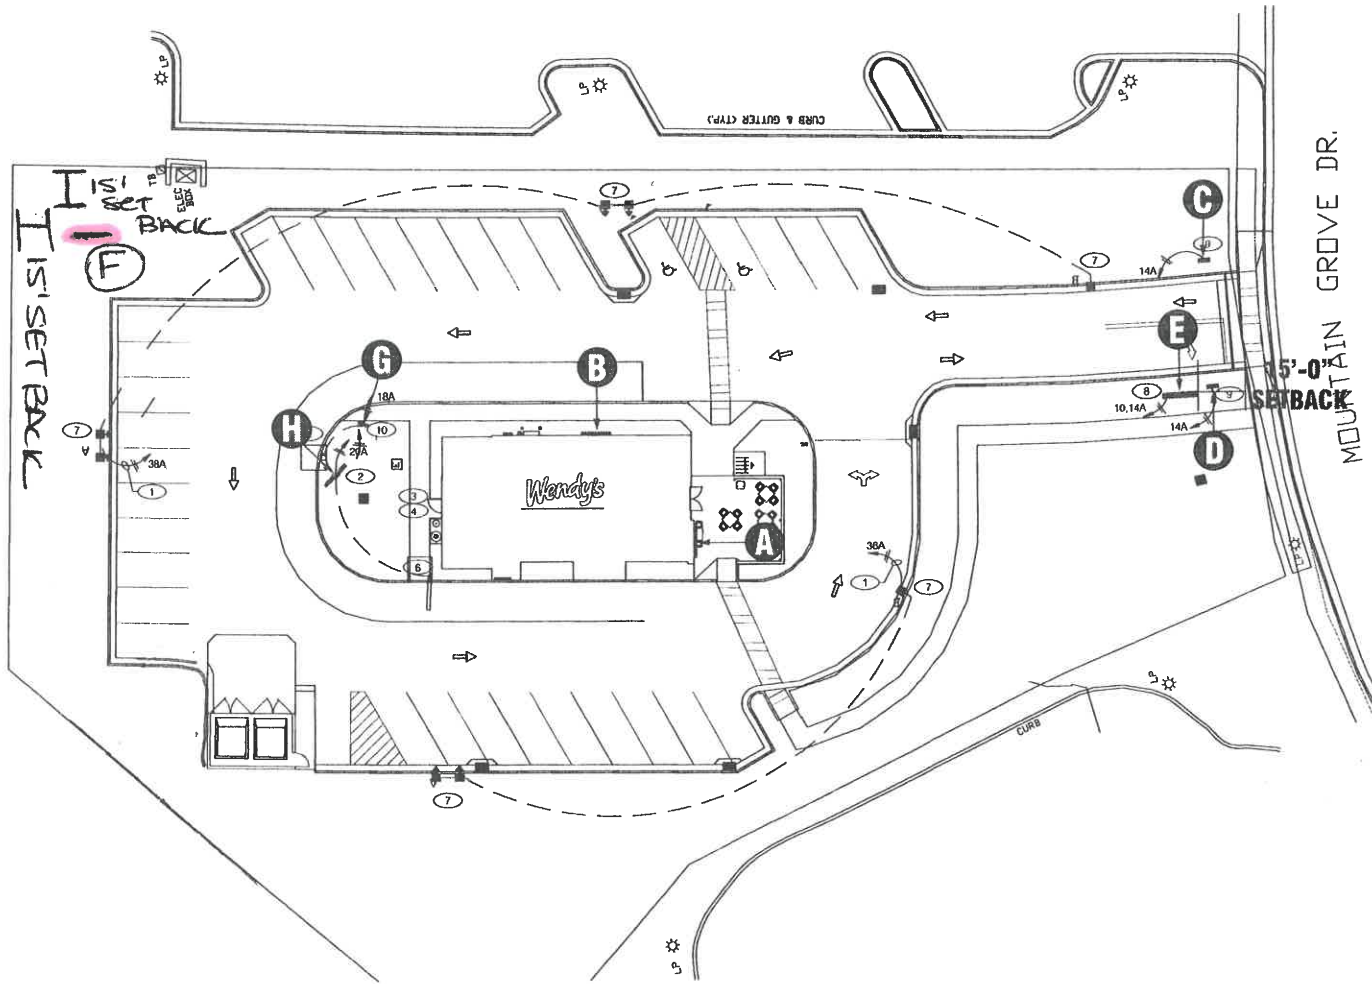 LP
LP
LP
CURB & GUTTER (TYP.)
MOUNTAIN GROVE DR.
TB
ELEC
BOX
15'
SET
BACK
F
15' SET BACK
7
C
9
7
14A
E
15'-0"
SETBACK
8
10,14A
9
14A
D
G
B
18A
10
H
20A
2
3
4
6
Wendy's
A
7
38A
1
38A
1
7
7
LP
LP
CURB
LP